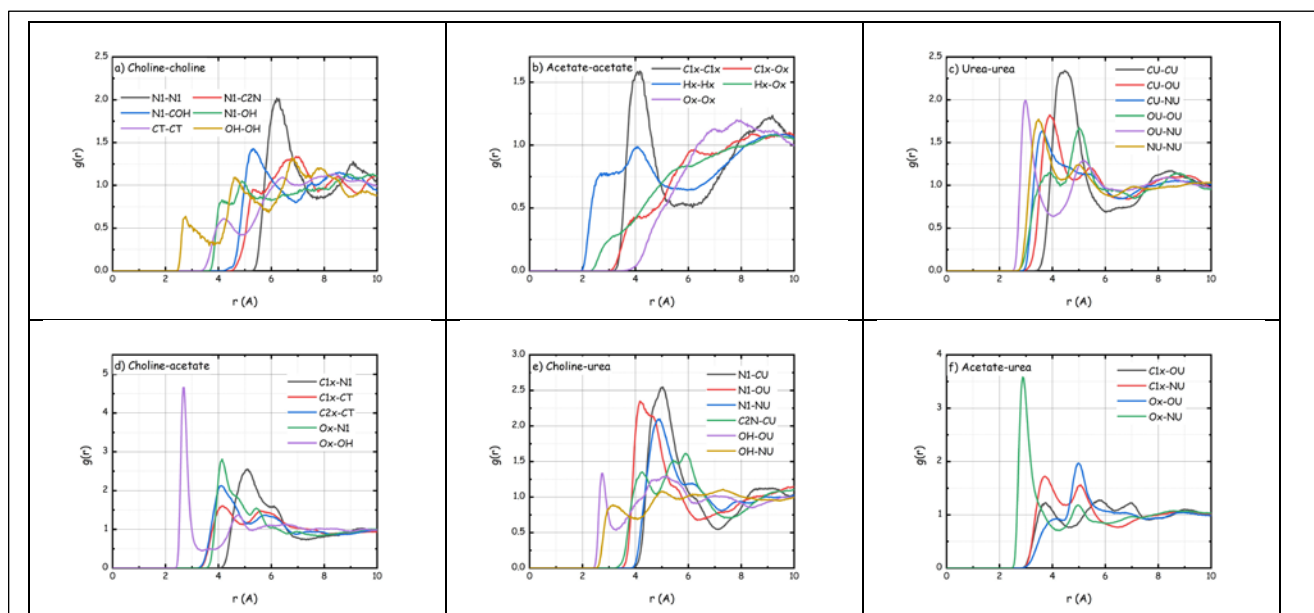 a) Choline-choline
N1-N1 N1-C2N
N1-COH N1-OH
CT-CT OH-OH
2.5
2.0
1.5
1.0
0.5
0.0
g(r)
0 2 4 6 8 10
r (A)
b) Acetate-acetate
C1x-C1x C1x-Ox
Hx-Hx Hx-Ox
Ox-Ox
1.5
1.0
0.5
0.0
g(r)
0 2 4 6 8 10
r (A)
c) Urea-urea
CU-CU
CU-OU
CU-NU
OU-OU
OU-NU
NU-NU
2.5
2.0
1.5
1.0
0.5
0.0
g(r)
0 2 4 6 8 10
r (A)
d) Choline-acetate
C1x-N1
C1x-CT
C2x-CT
Ox-N1
Ox-OH
5
4
3
2
1
0
g(r)
0 2 4 6 8 10
r (A)
e) Choline-urea
N1-CU
N1-OU
N1-NU
C2N-CU
OH-OU
OH-NU
3.0
2.5
2.0
1.5
1.0
0.5
0.0
g(r)
0 2 4 6 8 10
r (A)
f) Acetate-urea
C1x-OU
C1x-NU
Ox-OU
Ox-NU
4
3
2
1
0
g(r)
0 2 4 6 8 10
r (A)